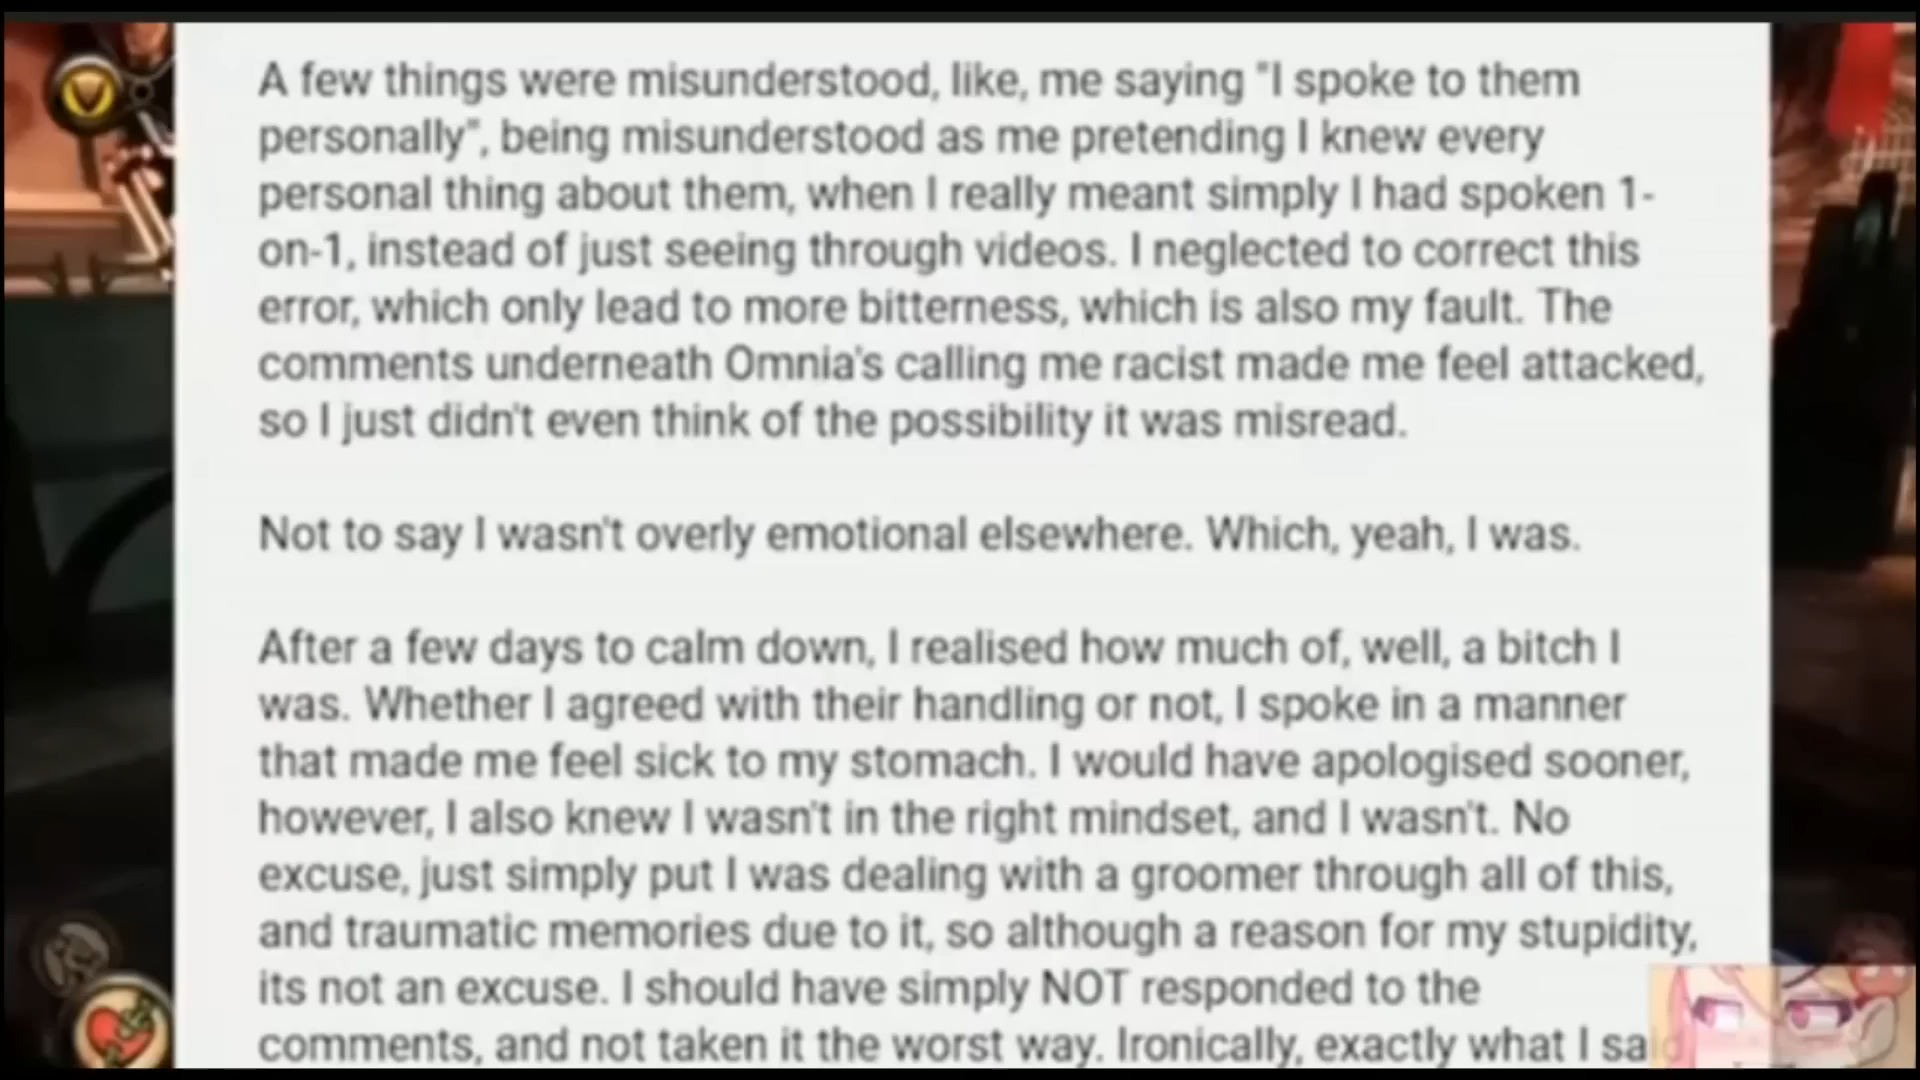 A few things were misunderstood, like, me saying "I spoke to them
personally", being misunderstood as me pretending I knew every
personal thing about them, when I really meant simply I had spoken 1-
on-1, instead of just seeing through videos. I neglected to correct this
error, which only lead to more bitterness, which is also my fault. The
comments underneath Omnia's calling me racist made me feel attacked,
so I just didn't even think of the possibility it was misread.
Not to say I wasn't overly emotional elsewhere. Which, yeah, I was.
After a few days to calm down, I realised how much of, well, a bitch I
was. Whether I agreed with their handling or not, I spoke in a manner
that made me feel sick to my stomach. I would have apologised sooner,
however, I also knew I wasn't in the right mindset, and I wasn't. No
excuse, just simply put I was dealing with a groomer through all of this,
and traumatic memories due to it, so although a reason for my stupidity,
its not an excuse. I should have simply NOT responded to the
comments, and not taken it the worst way. Ironically, exactly what I said